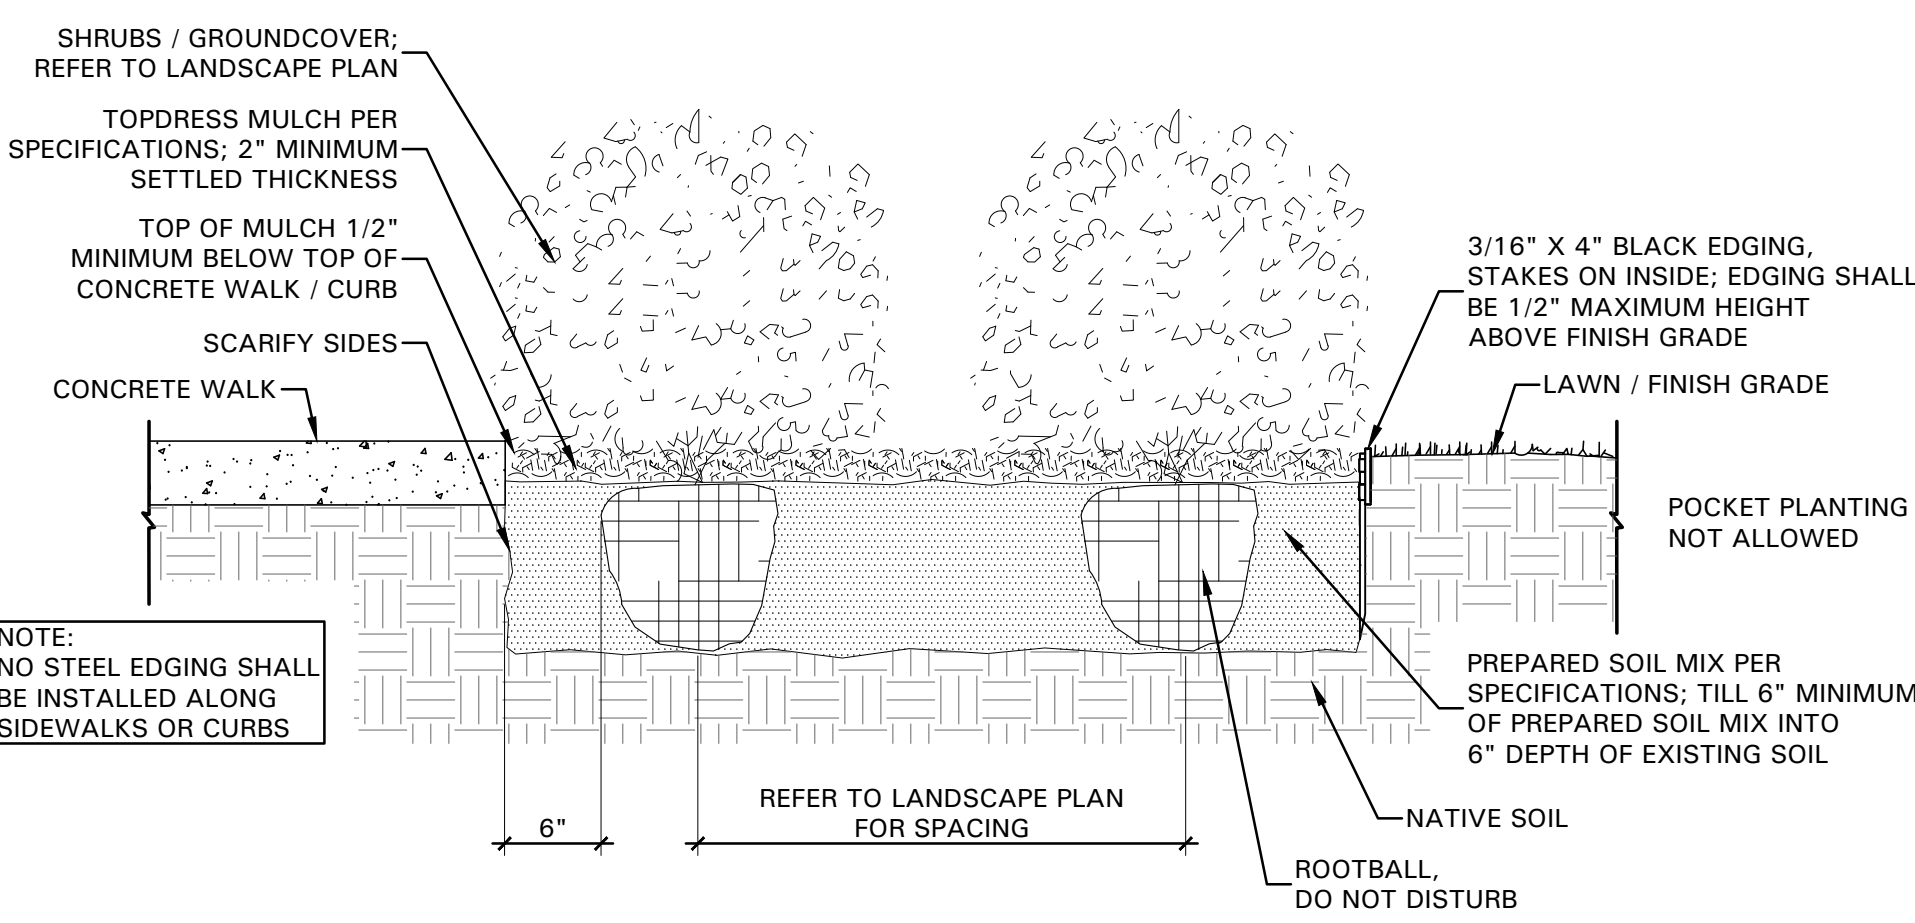 SHRUBS / GROUNDCOVER;
REFER TO LANDSCAPE PLAN
TOPDRESS MULCH PER
SPECIFICATIONS; 2" MINIMUM
SETTLED THICKNESS
TOP OF MULCH 1/2"
MINIMUM BELOW TOP OF
CONCRETE WALK / CURB
SCARIFY SIDES
CONCRETE WALK
NOTE:
NO STEEL EDGING SHALL
BE INSTALLED ALONG
SIDEWALKS OR CURBS
6"
REFER TO LANDSCAPE PLAN
FOR SPACING
3/16" X 4" BLACK EDGING,
STAKES ON INSIDE; EDGING SHALL
BE 1/2" MAXIMUM HEIGHT
ABOVE FINISH GRADE
LAWN / FINISH GRADE
POCKET PLANTING
NOT ALLOWED
PREPARED SOIL MIX PER
SPECIFICATIONS; TILL 6" MINIMUM
OF PREPARED SOIL MIX INTO
6" DEPTH OF EXISTING SOIL
NATIVE SOIL
ROOTBALL,
DO NOT DISTURB